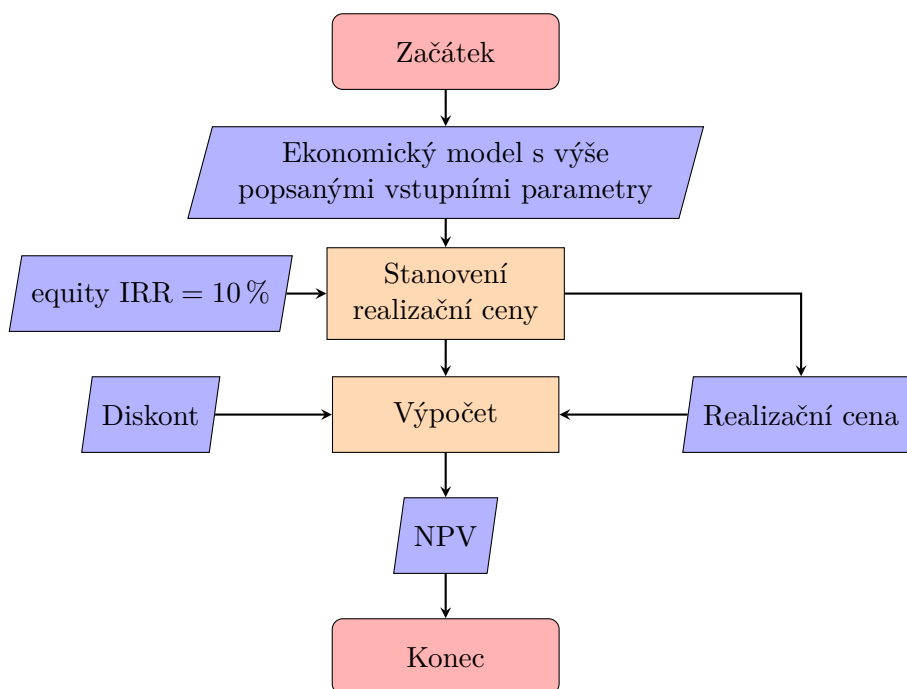 Začátek
Ekonomický model s výše
popsanými vstupními parametry
equity IRR = 10 %
Stanovení
realizační ceny
Diskont
Výpočet
Realizační cena
NPV
Konec